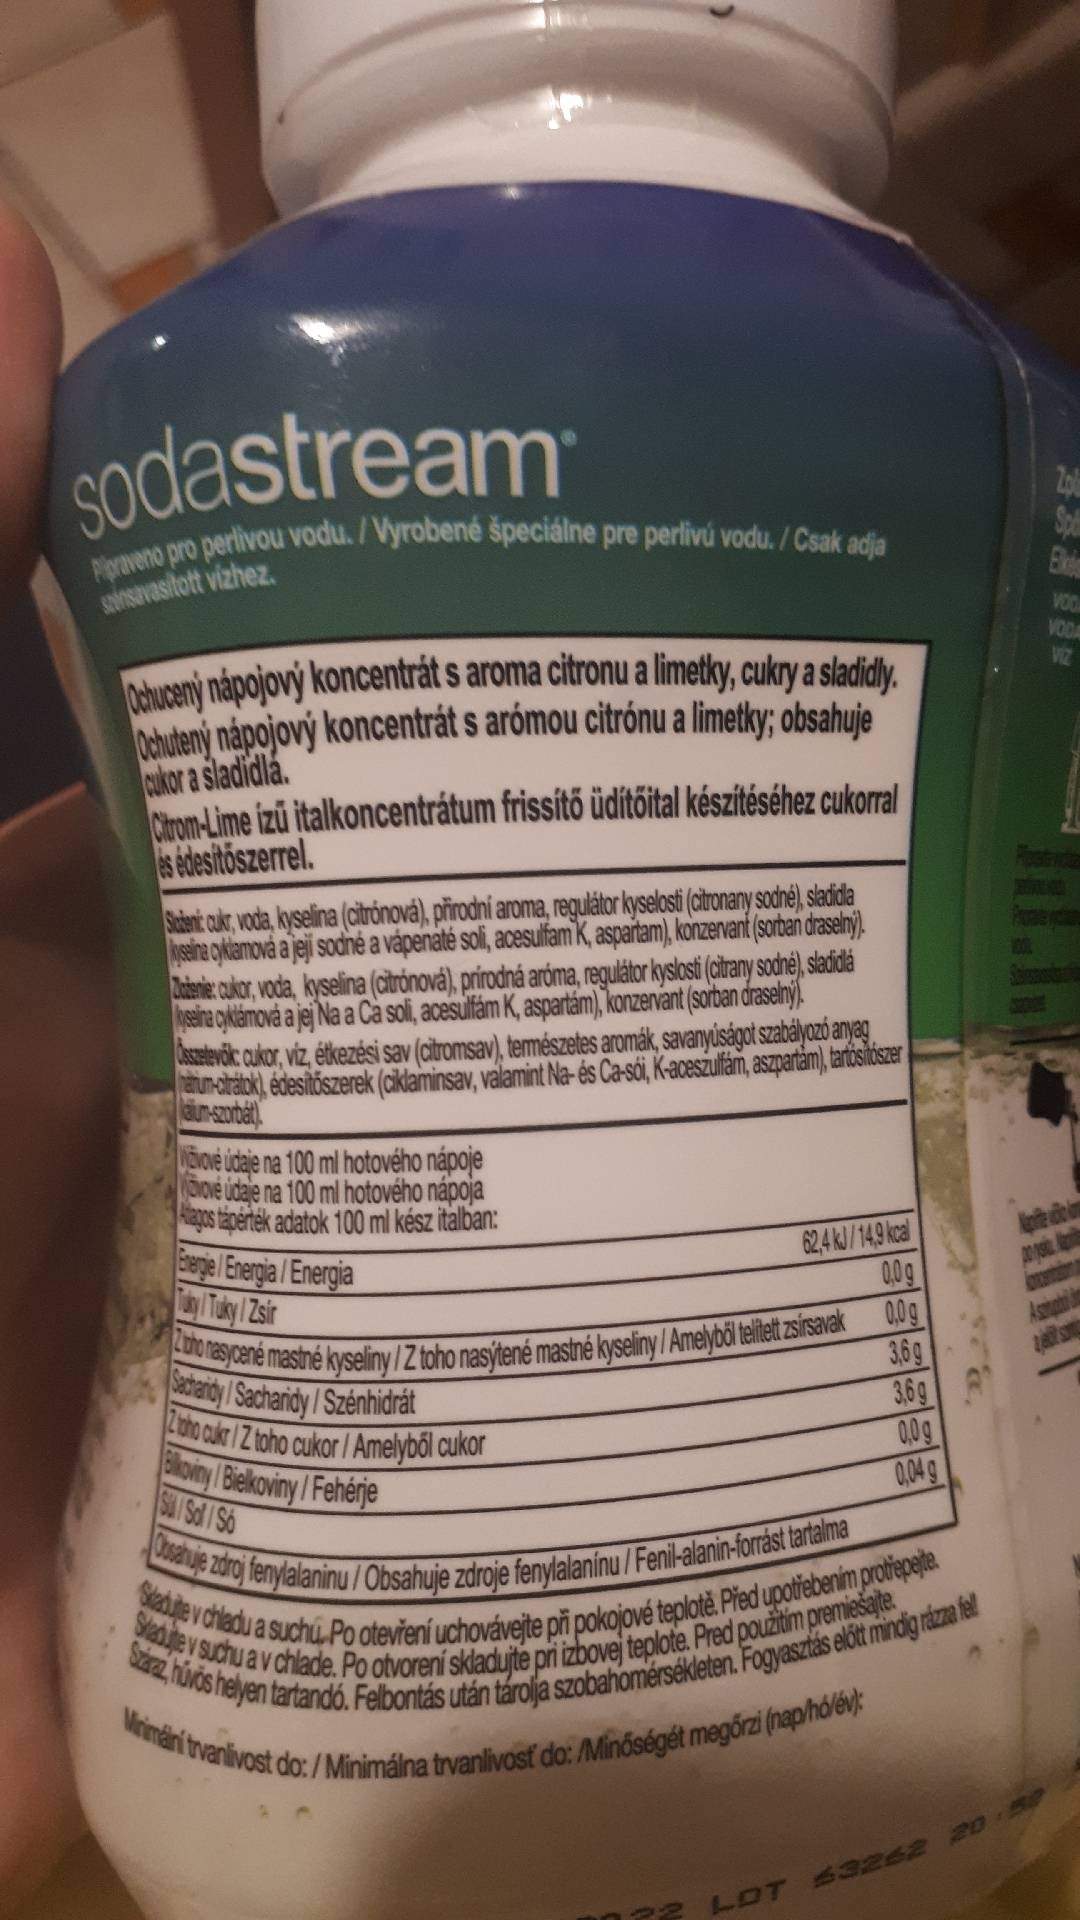 sodastream®
Připraveno pro perlivou vodu. / Vyrobené špeciálne pre perlivú vodu. / Csak adja
szénsavasított vízhez.
Ochucený nápojový koncentrát s aroma citronu a limetky, cukry a sladidly.
Ochutený nápojový koncentrát s arómou citrónu a limetky; obsahuje
cukor a sladidlá.
Citrom-Lime ízű italkoncentrátum frissítő üdítőital készítéséhez cukorral
és édesítőszerrel.
Složení: cukr, voda, kyselina (citrónová), přírodní aroma, regulátor kyselosti (citronany sodné), sladidla
(kyselina cyklamová a její sodné a vápenaté soli, acesulfam K, aspartam), konzervant (sorban draselný).
Zloženie: cukor, voda, kyselina (citrónová), prírodná aróma, regulátor kyslosti (citrany sodné), sladidlá
(kyselina cyklámová a jej Na a Ca soli, acesulfám K, aspartám), konzervant (sorban draselný).
Összetevők: cukor, víz, étkezési sav (citromsav), természetes aromák, savanyúságot szabályozó anyag
(nátrium-citrátok), édesítőszerek (ciklaminsav, valamint Na- és Ca-sói, K-aceszulfám, aszpartám), tartósítószer
(kálium-szorbát).
Výživové údaje na 100 ml hotového nápoje
Výživové údaje na 100 ml hotového nápoja
Átlagos tápérték adatok 100 ml kész italban:
Energie / Energia / Energia 62,4 kJ / 14,9 kcal
Tuky / Tuky / Zsír 0,0 g
Z toho nasycené mastné kyseliny / Z toho nasýtené mastné kyseliny / Amelyből telített zsírsavak 0,0 g
Sacharidy / Sacharidy / Szénhidrát 3,6 g
Z toho cukr / Z toho cukor / Amelyből cukor 3,6 g
Bílkoviny / Bielkoviny / Fehérje 0,0 g
Sůl / Soľ / Só 0,04 g
Obsahuje zdroj fenylalaninu / Obsahuje zdroje fenylalanínu / Fenil-alanin-forrást tartalma
Skladujte v chladu a suchu. Po otevření uchovávejte při pokojové teplotě. Před upotřebením protřepejte.
Skladujte v suchu a v chlade. Po otvorení skladujte pri izbovej teplote. Pred použitím premiešajte.
Száraz, hűvös helyen tartandó. Felbontás után tárolja szobahomérsékleten. Fogyasztás előtt mindig rázza fel!
Minimální trvanlivost do: / Minimálna trvanlivosť do: /Minőségét megőrzi (nap/hó/év):
LOT 63262 20:52